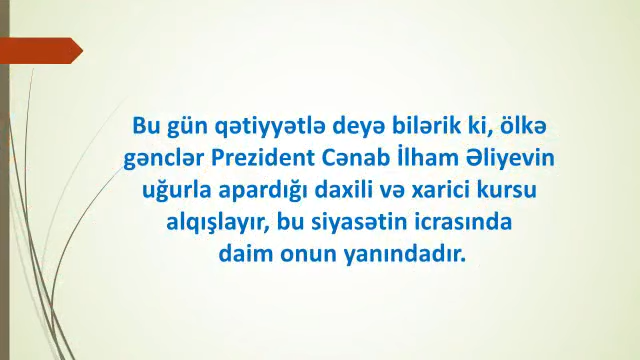 Bu gün qətiyyətlə deyə bilərik ki, ölkə
gənclər Prezident Cənab İlham Əliyevin
uğurla apardığı daxili və xarici kursu
alqışlayır, bu siyasətin icrasında
daim onun yanındadır.